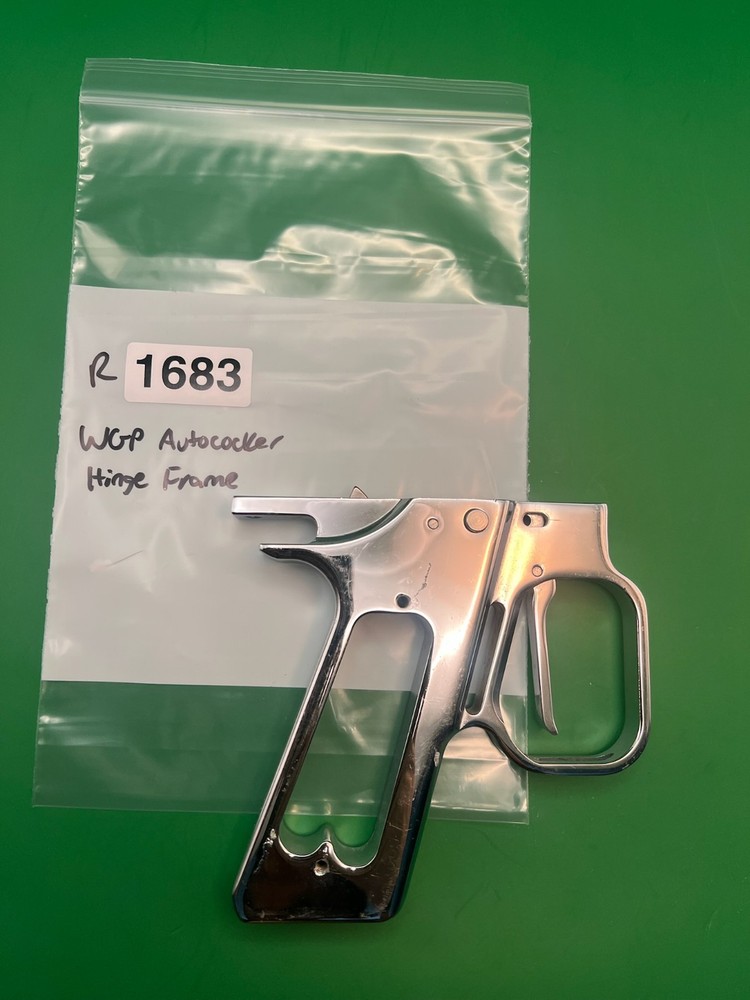 R 1683
WGP Autococker
Hinge Frame